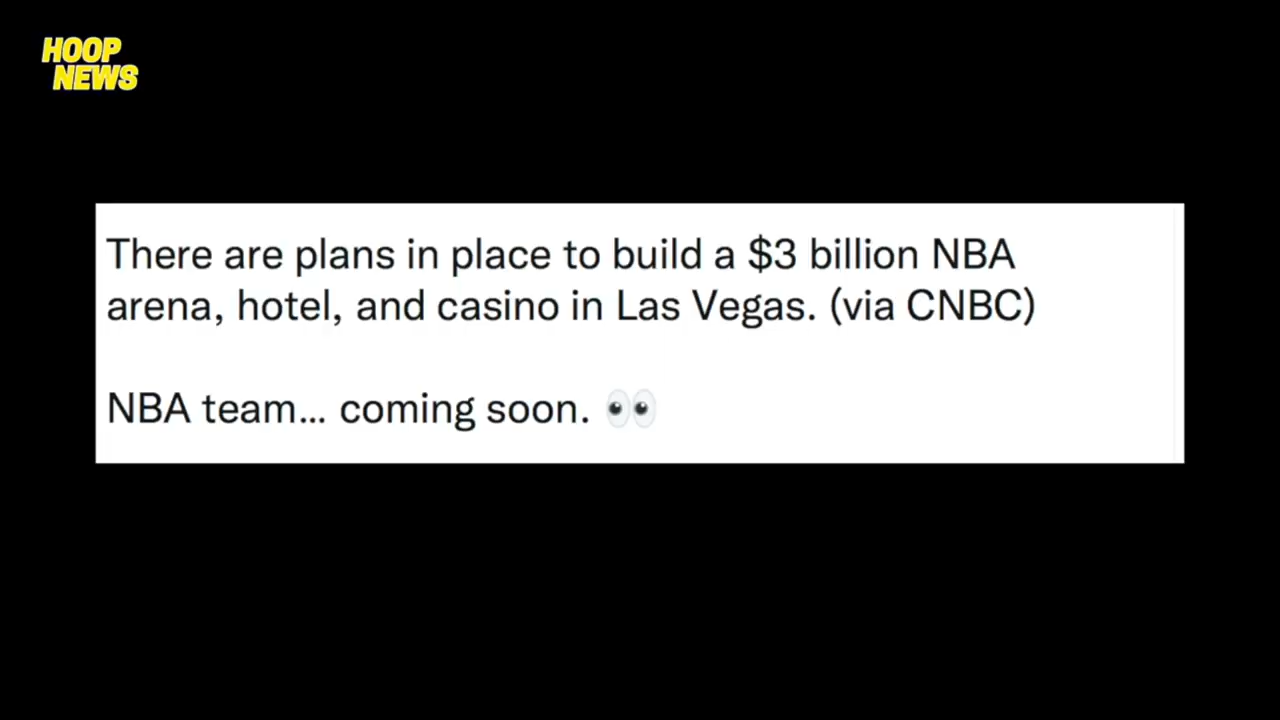 HOOP
NEWS
There are plans in place to build a $3 billion NBA
arena, hotel, and casino in Las Vegas. (via CNBC)
NBA team... coming soon. 👀